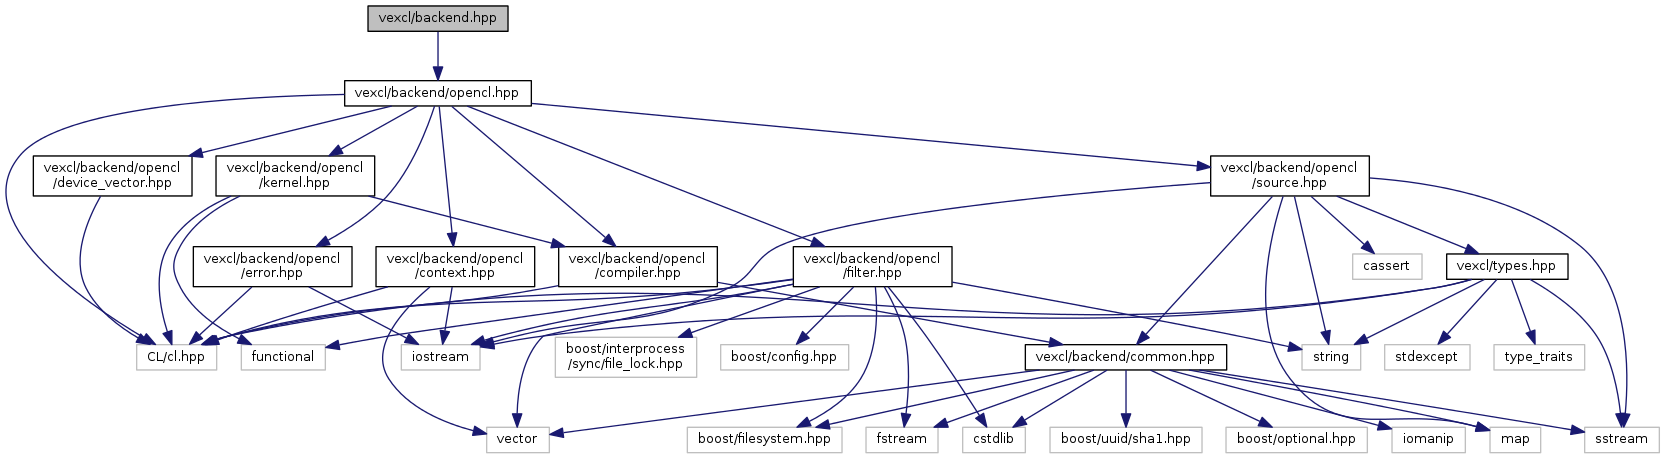 vexcl/backend.hpp
vexcl/backend/opencl.hpp
vexcl/backend/opencl
/device_vector.hpp
vexcl/backend/opencl
/kernel.hpp
vexcl/backend/opencl
/source.hpp
vexcl/backend/opencl
/error.hpp
vexcl/backend/opencl
/context.hpp
vexcl/backend/opencl
/compiler.hpp
vexcl/backend/opencl
/filter.hpp
cassert
vexcl/types.hpp
CL/cl.hpp
functional
iostream
boost/interprocess
/sync/file_lock.hpp
boost/config.hpp
vexcl/backend/common.hpp
string
stdexcept
type_traits
vector
boost/filesystem.hpp
fstream
cstdlib
boost/uuid/sha1.hpp
boost/optional.hpp
iomanip
map
sstream